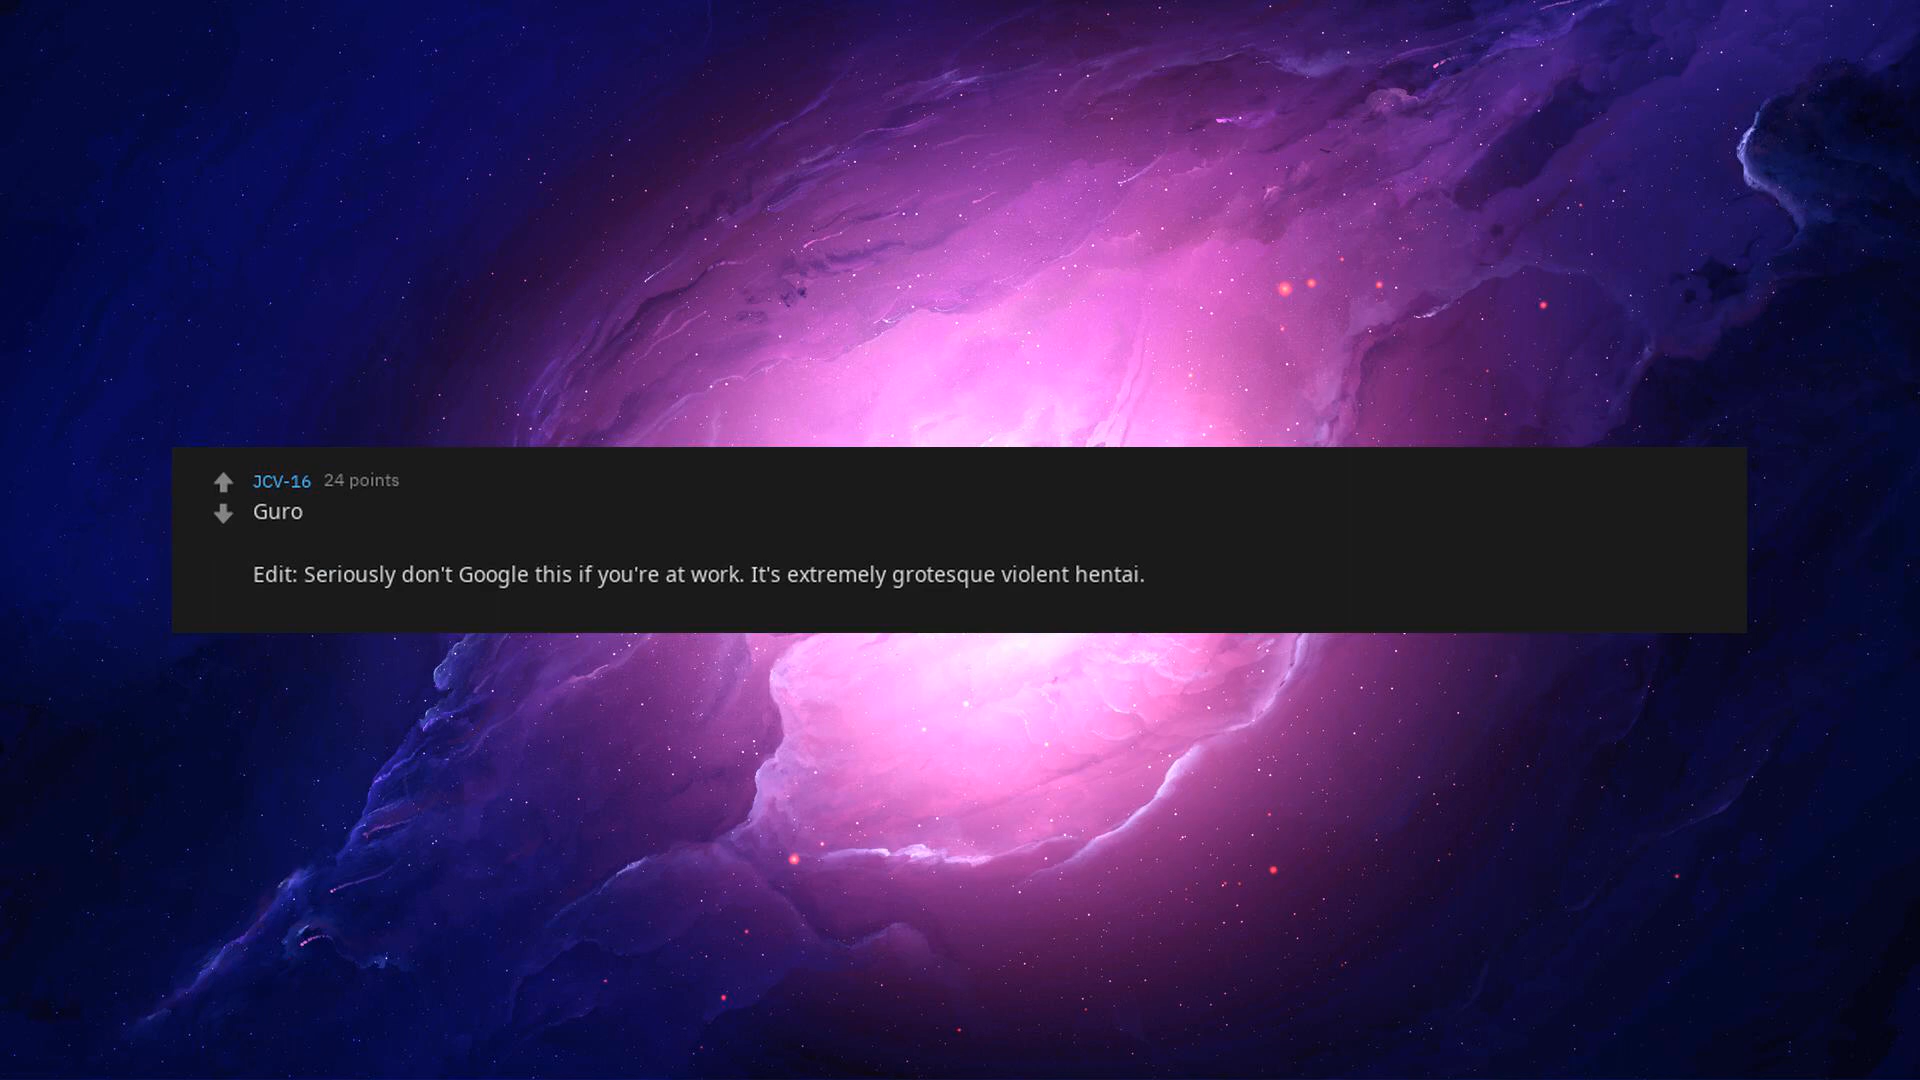 JCV-16 24 points
Guro
Edit: Seriously don't Google this if you're at work. It's extremely grotesque violent hentai.